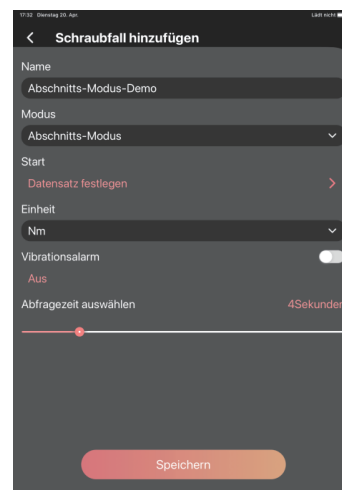 17:32 Dienstag 20. Apr.
Lädt nicht
Schraubfall hinzufügen
Name
Abschnitts-Modus-Demo
Modus
Abschnitts-Modus
Start
Datensatz festlegen
Einheit
Nm
Vibrationsalarm
Aus
Abfragezeit auswählen
4Sekunden
Speichern